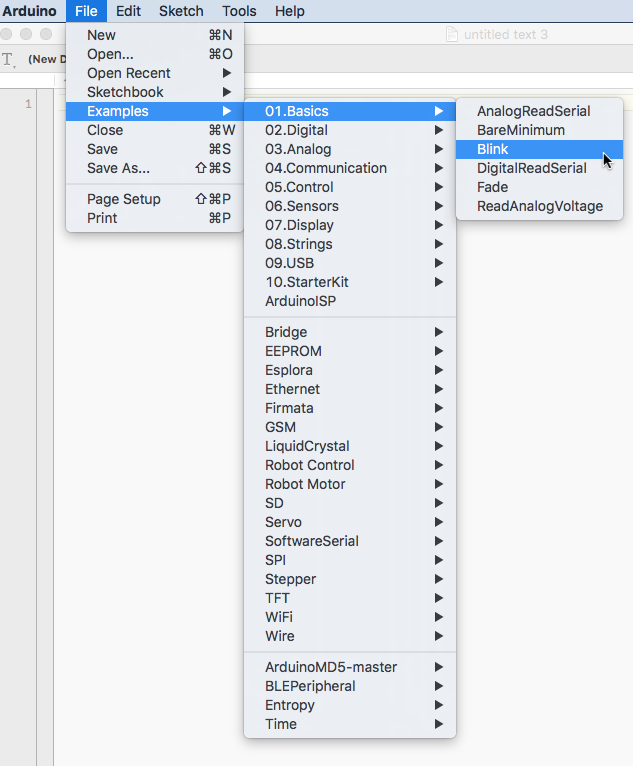 Arduino File Edit Sketch Tools Help
untitled text 3
T, (New D
1
New ⌘N
Open... ⌘O
Open Recent
Sketchbook
Examples
Close ⌘W
Save ⌘S
Save As... ⇧⌘S
Page Setup ⇧⌘P
Print ⌘P
01.Basics
02.Digital
03.Analog
04.Communication
05.Control
06.Sensors
07.Display
08.Strings
09.USB
10.StarterKit
ArduinoISP
Bridge
EEPROM
Esplora
Ethernet
Firmata
GSM
LiquidCrystal
Robot Control
Robot Motor
SD
Servo
SoftwareSerial
SPI
Stepper
TFT
WiFi
Wire
ArduinoMD5-master
BLEPeripheral
Entropy
Time
AnalogReadSerial
BareMinimum
Blink
DigitalReadSerial
Fade
ReadAnalogVoltage